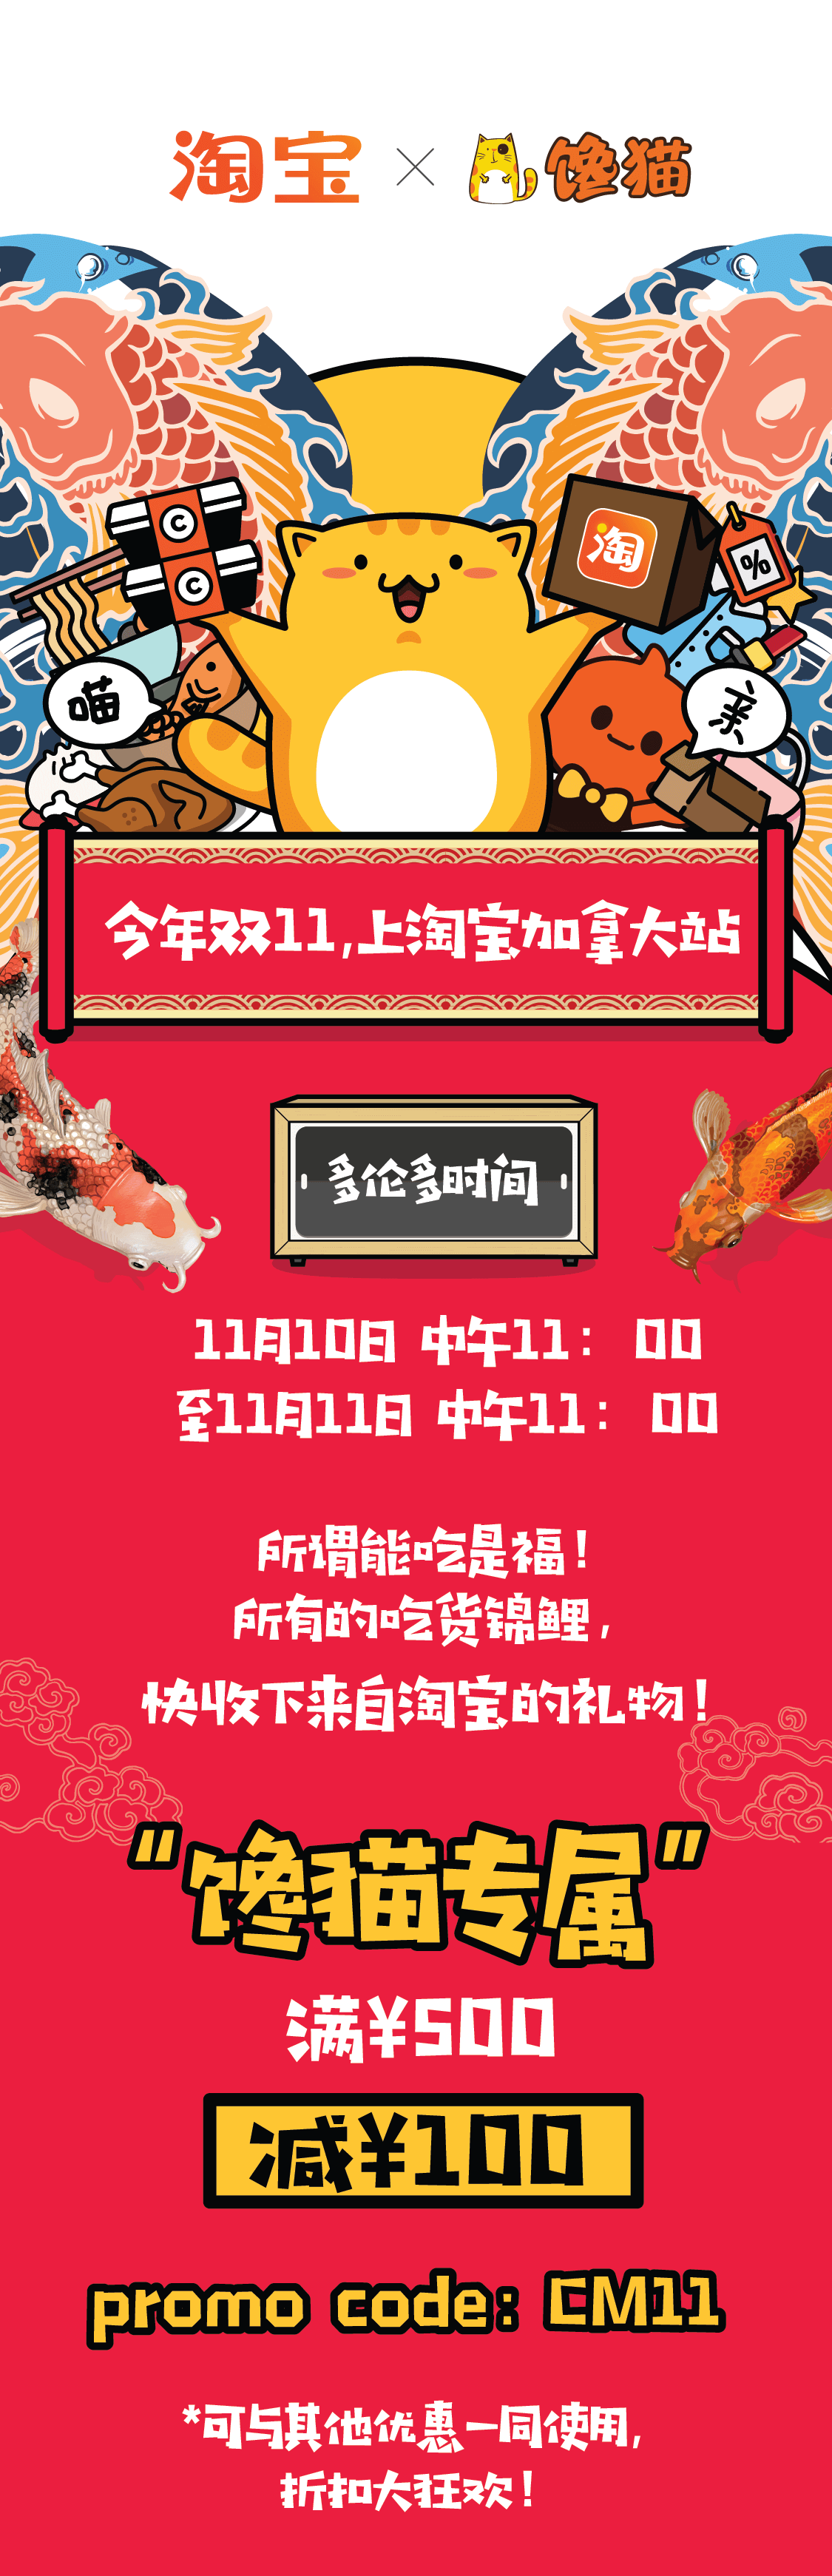 淘宝 × 馋猫
C
C
淘
%
喵
亲
今年双11,上淘宝加拿大站
多伦多时间
11月10日 中午11： 00
至11月11日 中午11： 00
所谓能吃是福！
所有的吃货锦鲤，
快收下来自淘宝的礼物！
"馋猫专属"
满¥500
减¥100
promo code: CM11
*可与其他优惠一同使用，
折扣大狂欢！